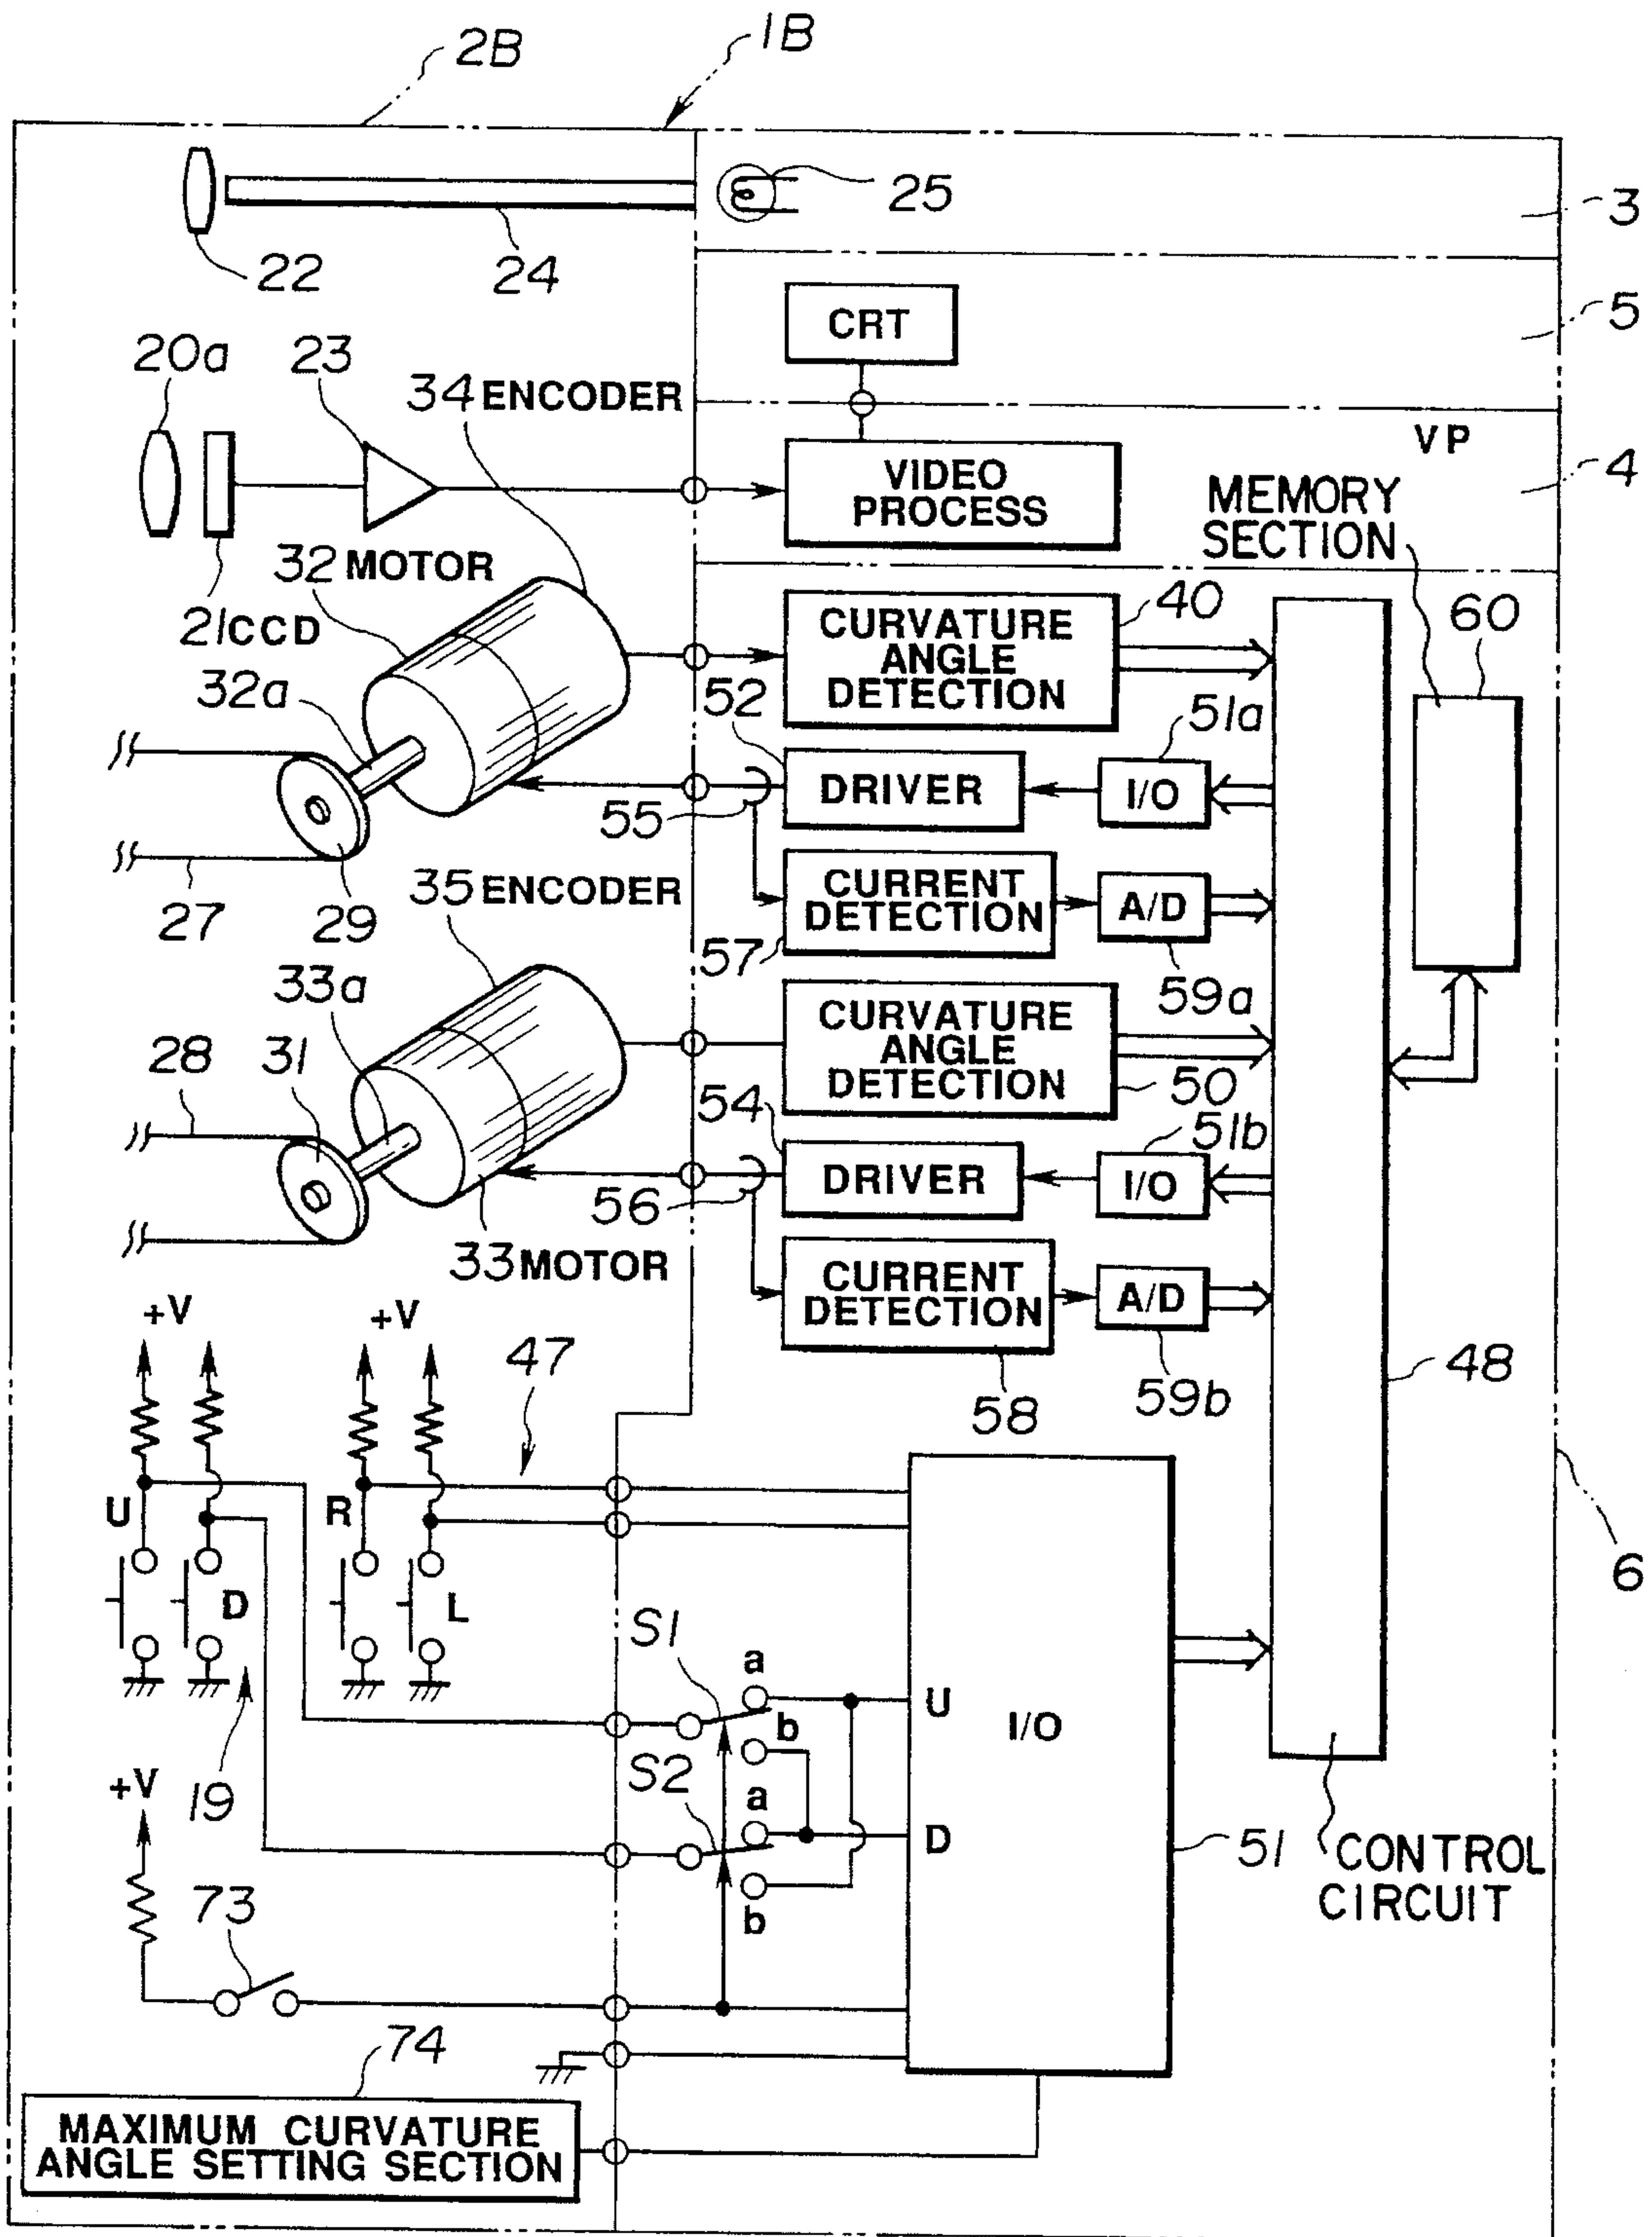 2B
1B
25
3
22
24
CRT
5
20a
23
34 ENCODER
VP
VIDEO
PROCESS
4
MEMORY
SECTION
32 MOTOR
21 CCD
CURVATURE
ANGLE
DETECTION
40
60
32a
52
51a
DRIVER
I/O
55
CURRENT
DETECTION
A/D
35 ENCODER
27
29
57
59a
33a
CURVATURE
ANGLE
DETECTION
28
31
50
54
51b
DRIVER
I/O
56
33 MOTOR
CURRENT
DETECTION
A/D
+V
+V
47
58
59b
48
U
R
D
L
6
S1
a
U
I/O
b
S2
+V
19
a
D
51
CONTROL
CIRCUIT
73
b
74
MAXIMUM CURVATURE
ANGLE SETTING SECTION